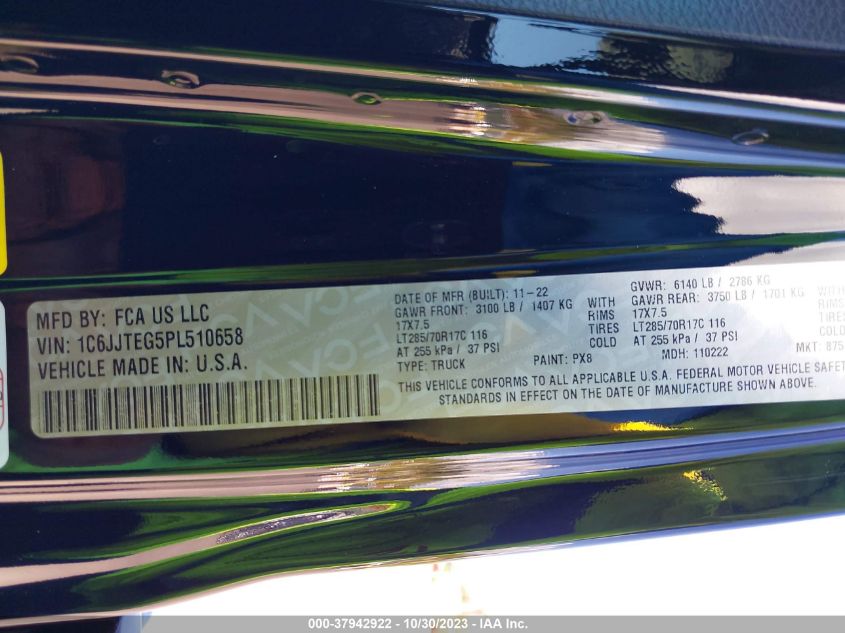 MFD BY: FCA US LLC
VIN: 1C6JJTEG5PL510658
VEHICLE MADE IN U.S.A.
DATE OF MFR (BUILT): 11-22
GAWR FRONT: 3100 LB / 1407 KG WITH
17X7.5 RIMS
LT285/70R17C 116 TIRES
AT 255 kPa / 37 PSI COLD
TYPE: TRUCK PAINT: PX8
GVWR: 6140 LB / 2786 KG
GAWR REAR: 3750 LB / 1701 KG WITH
17X7.5
LT285/70R17C 116
AT 255 kPa / 37 PSI
MDH: 110222 MKT: 875
THIS VEHICLE CONFORMS TO ALL APPLICABLE U.S.A. FEDERAL MOTOR VEHICLE SAFET
STANDARDS IN EFFECT ON THE DATE OF MANUFACTURE SHOWN ABOVE.
000-37942922 - 10/30/2023 - IAA Inc.